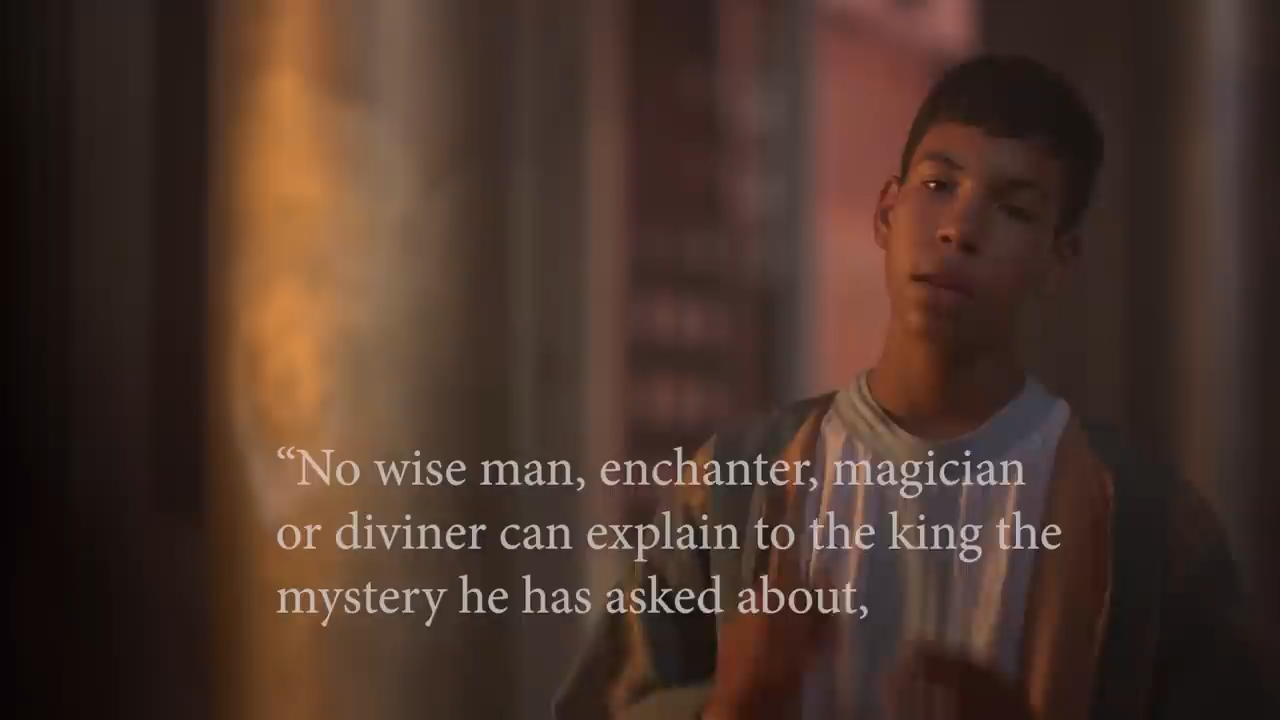 “No wise man, enchanter, magician
or diviner can explain to the king the
mystery he has asked about,